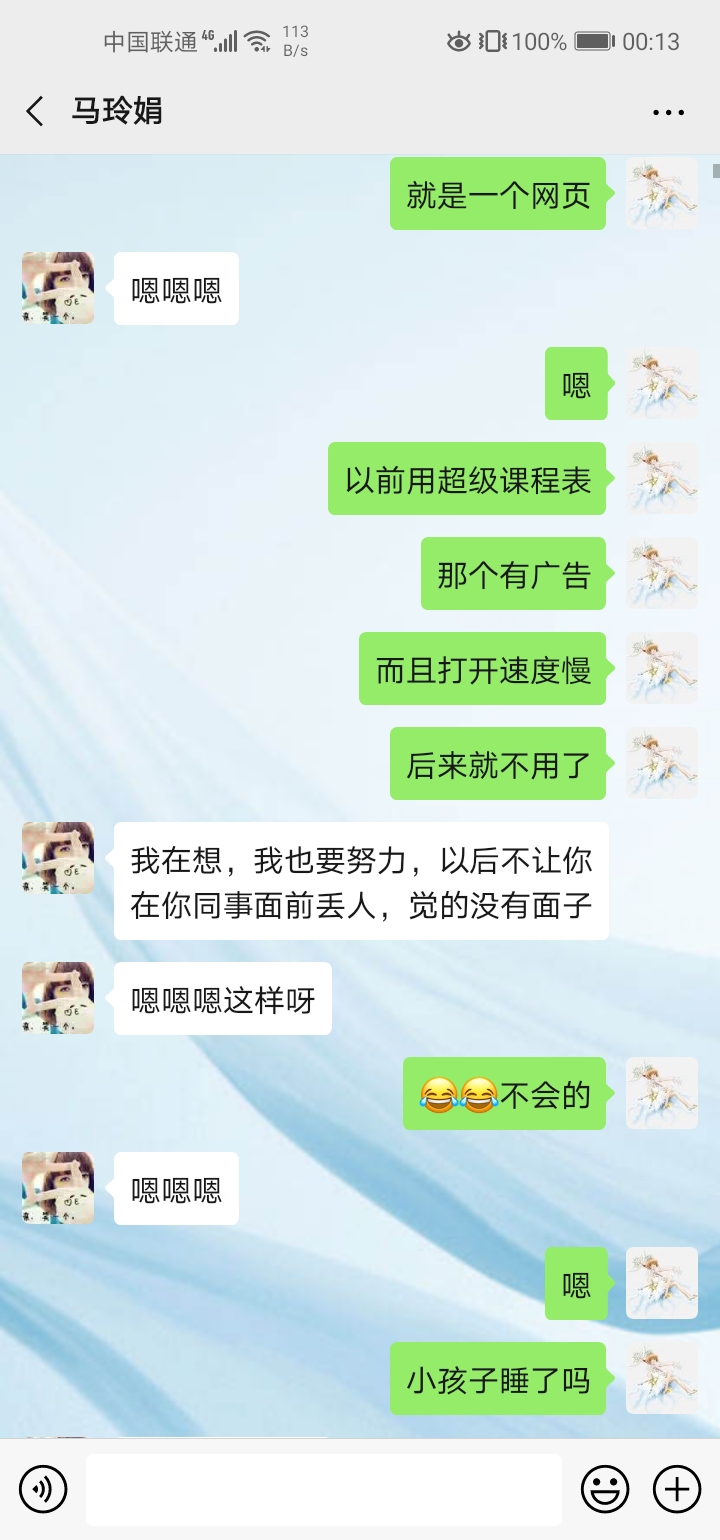 中国联通 4G 113 B/s 100% 00:13
马玲娟
就是一个网页
嗯嗯嗯
嗯
以前用超级课程表
那个有广告
而且打开速度慢
后来就不用了
我在想，我也要努力，以后不让你
在你同事面前丢人，觉的没有面子
嗯嗯嗯这样呀
😂😂不会的
嗯嗯嗯
嗯
小孩子睡了吗